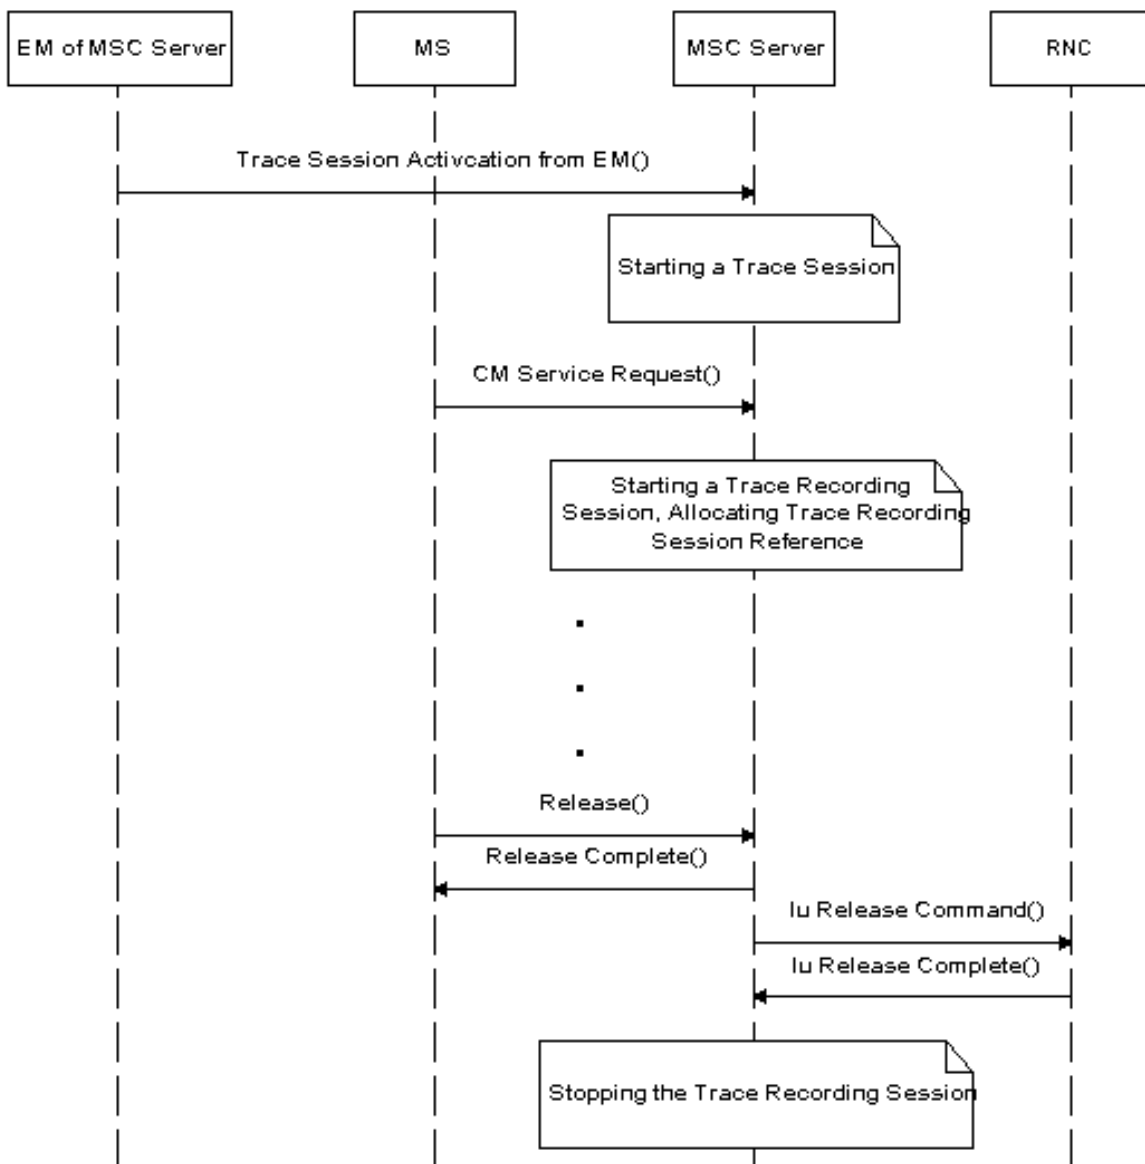 EM of MSC Server
MS
MSC Server
RNC
Trace Session Activcation from EM()
Starting a Trace Session
CM Service Request()
Starting a Trace Recording
Session, Allocating Trace Recording
Session Reference
Release()
Release Complete()
Iu Release Command()
Iu Release Complete()
Stopping the Trace Recording Session